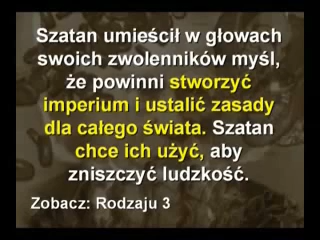 Szatan umieścił w głowach
swoich zwolenników myśl,
że powinni stworzyć
imperium i ustalić zasady
dla całego świata. Szatan
chce ich użyć, aby
zniszczyć ludzkość.
Zobacz: Rodzaju 3